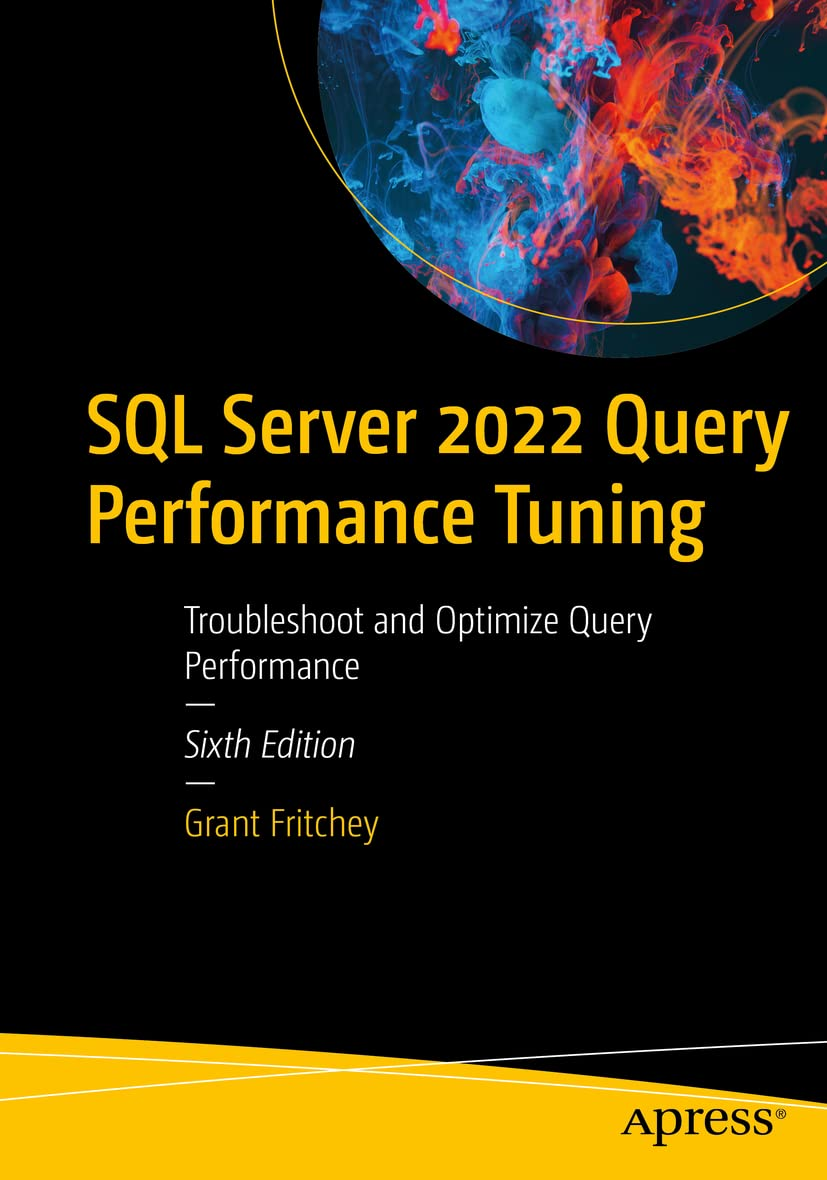 SQL Server 2022 Query
Performance Tuning
Troubleshoot and Optimize Query
Performance
—
Sixth Edition
—
Grant Fritchey
Apress®